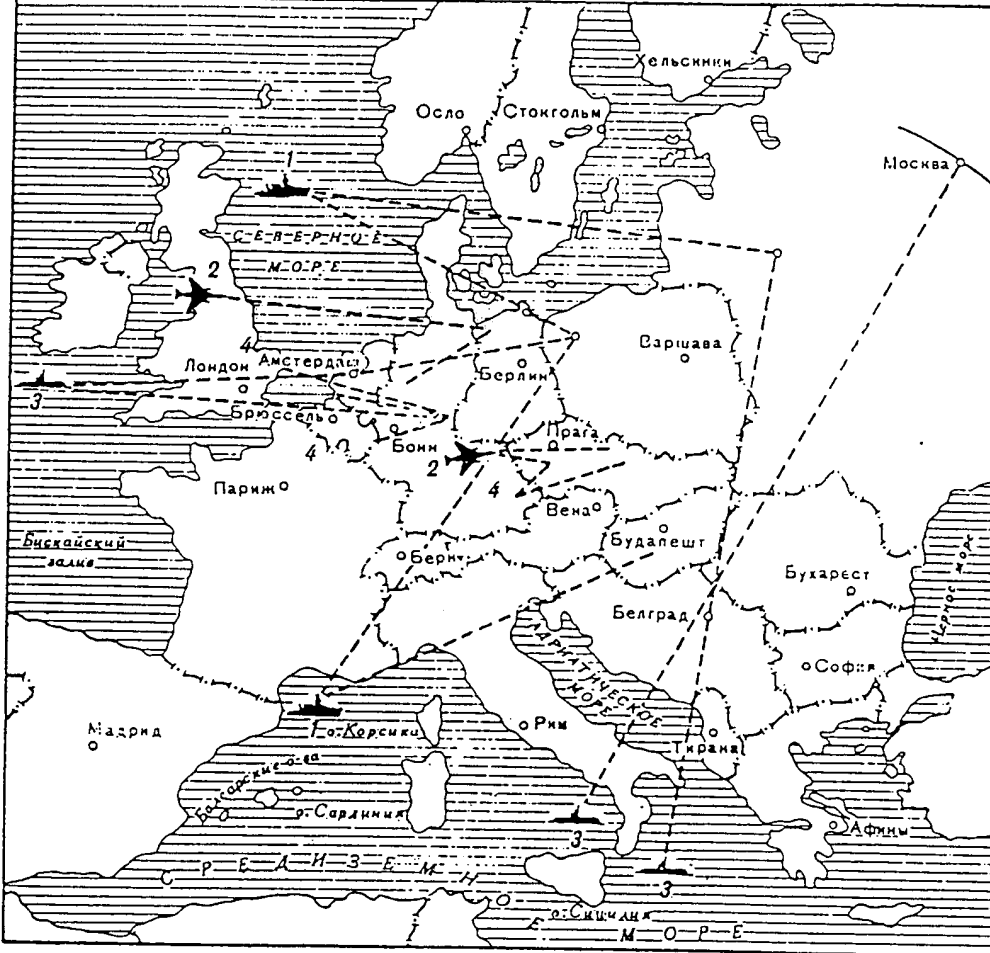 Хельсинки
Осло
Стокгольм
Москва
1
СЕВЕРНОЕ
МОРЕ
2
4
Лондон
Амстердам
Берлин
Варшава
3
Брюссель
Бонн
Прага
4
2
4
Париж
Вена
Бискайский
залив
Берн
Будапешт
Бухарест
Черное море
Белград
АДРИАТИЧЕСКОЕ
МОРЕ
София
Мадрид
1
о. Корсика
Рим
Тирана
Балеарские о-ва
о. Сардиния
3
Афины
СРЕДИЗЕМНОЕ
3
о. Сицилия
МОРЕ